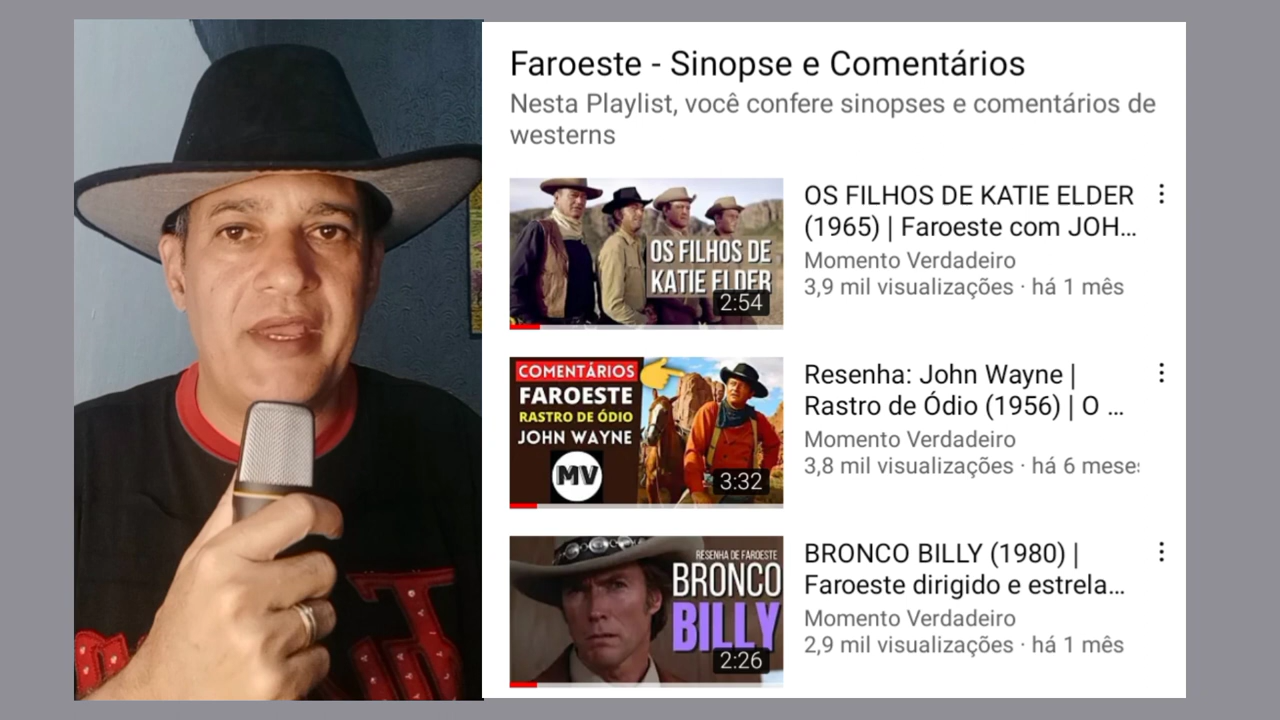 Faroeste - Sinopse e Comentários
Nesta Playlist, você confere sinopses e comentários de
westerns
OS FILHOS DE
KATIE ELDER
2:54
OS FILHOS DE KATIE ELDER
(1965) | Faroeste com JOH...
Momento Verdadeiro
3,9 mil visualizações · há 1 mês
COMENTÁRIOS
FAROESTE
RASTRO DE ÓDIO
JOHN WAYNE
MV
3:32
Resenha: John Wayne |
Rastro de Ódio (1956) | O ...
Momento Verdadeiro
3,8 mil visualizações · há 6 mese
RESENHA DE FAROESTE
BRONCO
BILLY
2:26
BRONCO BILLY (1980) |
Faroeste dirigido e estrela...
Momento Verdadeiro
2,9 mil visualizações · há 1 mês